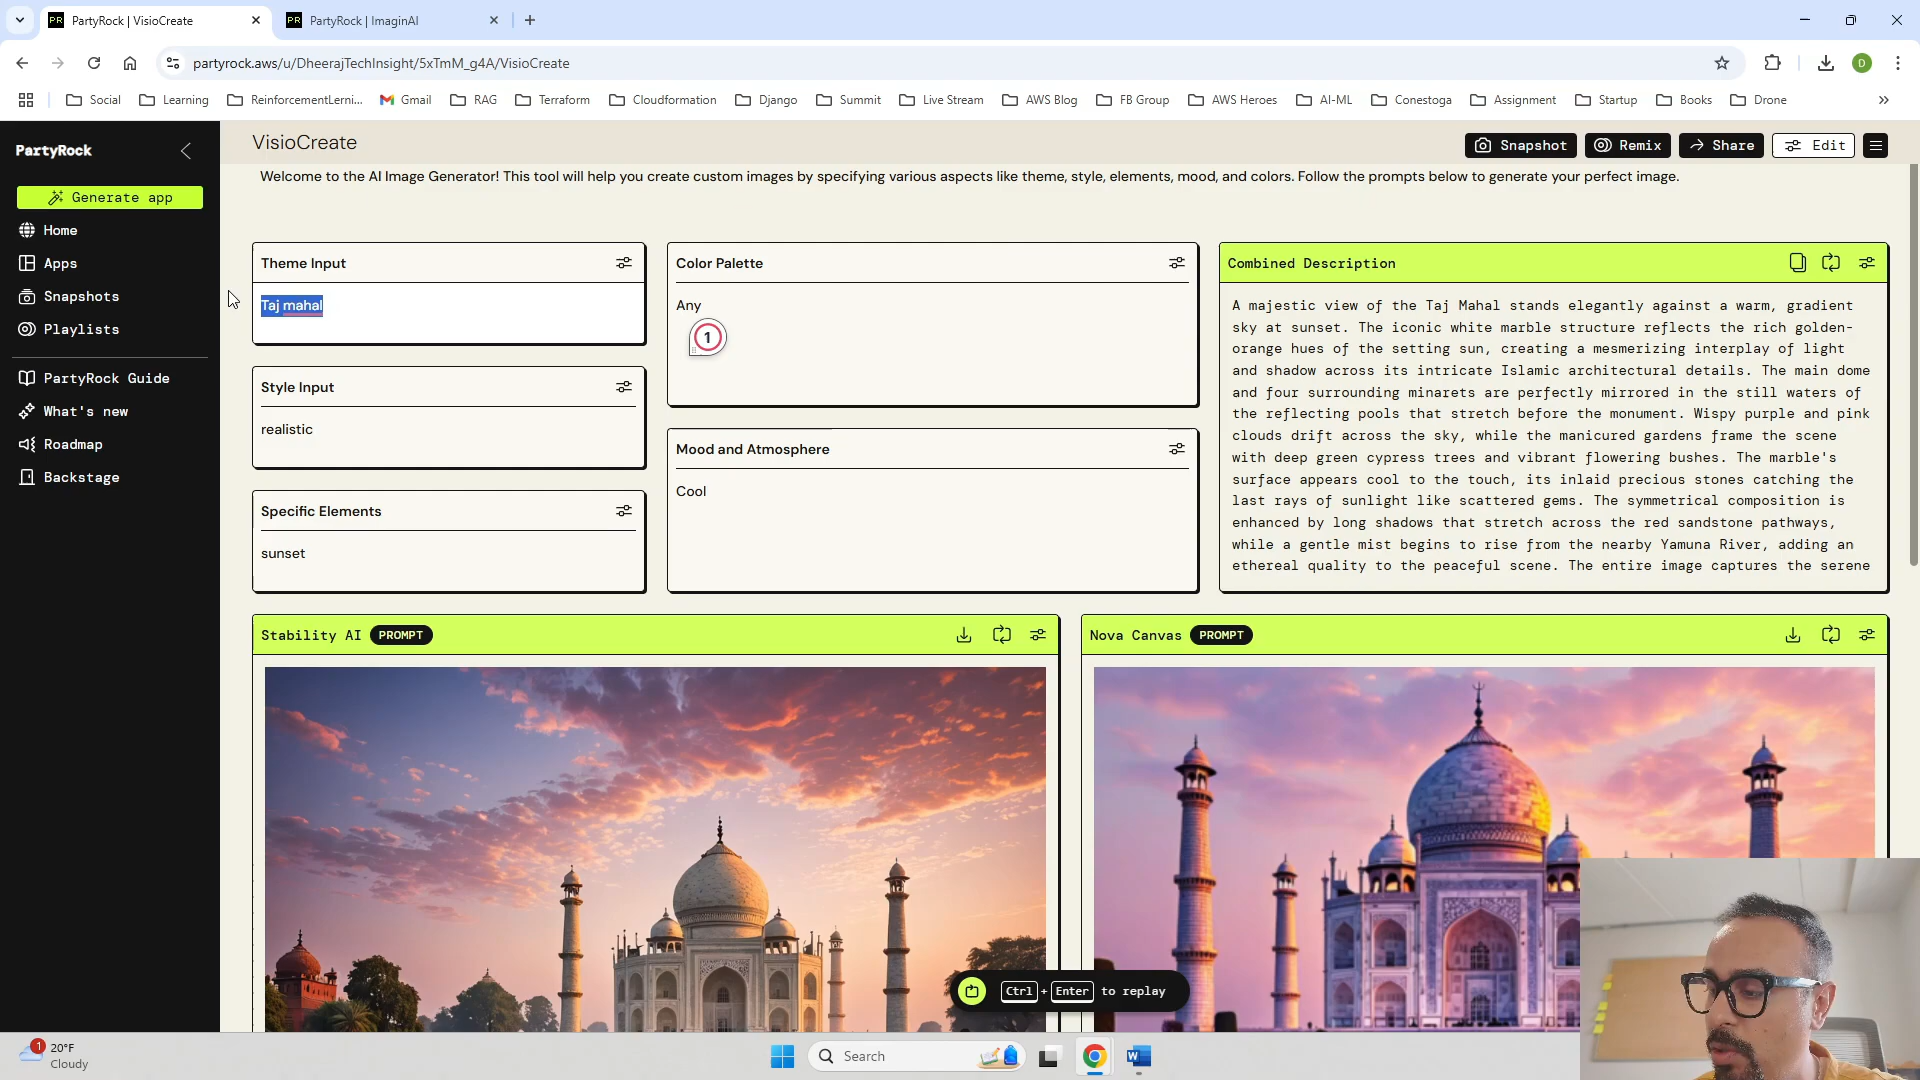 PartyRock | VisioCreate
PartyRock | ImaginAI
partyrock.aws/u/DheerajTechInsight/5xTmM_g4A/VisioCreate
D
Social
Learning
ReinforcementLerni...
Gmail
RAG
Terraform
Cloudformation
Django
Summit
Live Stream
AWS Blog
FB Group
AWS Heroes
AI-ML
Conestoga
Assignment
Startup
Books
Drone
PartyRock
Generate app
Home
Apps
Snapshots
Playlists
PartyRock Guide
What's new
Roadmap
Backstage
VisioCreate
Snapshot
Remix
Share
Edit
Welcome to the AI Image Generator! This tool will help you create custom images by specifying various aspects like theme, style, elements, mood, and colors. Follow the prompts below to generate your perfect image.
Theme Input
Taj mahal
Style Input
realistic
Specific Elements
sunset
Color Palette
Any
1
Mood and Atmosphere
Cool
Combined Description
A majestic view of the Taj Mahal stands elegantly against a warm, gradient
sky at sunset. The iconic white marble structure reflects the rich golden-
orange hues of the setting sun, creating a mesmerizing interplay of light
and shadow across its intricate Islamic architectural details. The main dome
and four surrounding minarets are perfectly mirrored in the still waters of
the reflecting pools that stretch before the monument. Wispy purple and pink
clouds drift across the sky, while the manicured gardens frame the scene
with deep green cypress trees and vibrant flowering bushes. The marble's
surface appears cool to the touch, its inlaid precious stones catching the
last rays of sunlight like scattered gems. The symmetrical composition is
enhanced by long shadows that stretch across the red sandstone pathways,
while a gentle mist begins to rise from the nearby Yamuna River, adding an
ethereal quality to the peaceful scene. The entire image captures the serene
Stability AI PROMPT
Nova Canvas PROMPT
Ctrl + Enter to replay
1
20°F
Cloudy
Search